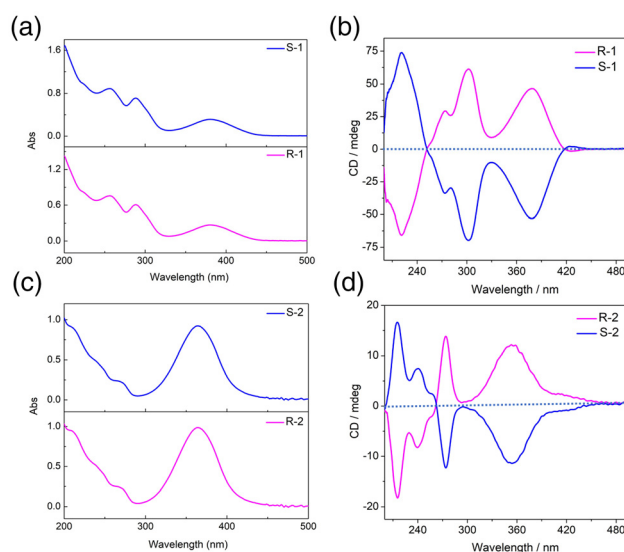 (a)
S-1
1.6
0.8
0.0
R-1
1.2
0.6
0.0
Abs
200 300 400 500
Wavelength (nm)
(b)
R-1
S-1
75
50
25
0
-25
-50
-75
CD / mdeg
240 300 360 420 480
Wavelength / nm
(c)
S-2
1.0
0.5
0.0
R-2
1.0
0.5
0.0
Abs
200 300 400 500
Wavelength (nm)
(d)
R-2
S-2
20
10
0
-10
-20
CD / mdeg
240 300 360 420 480
Wavelength / nm